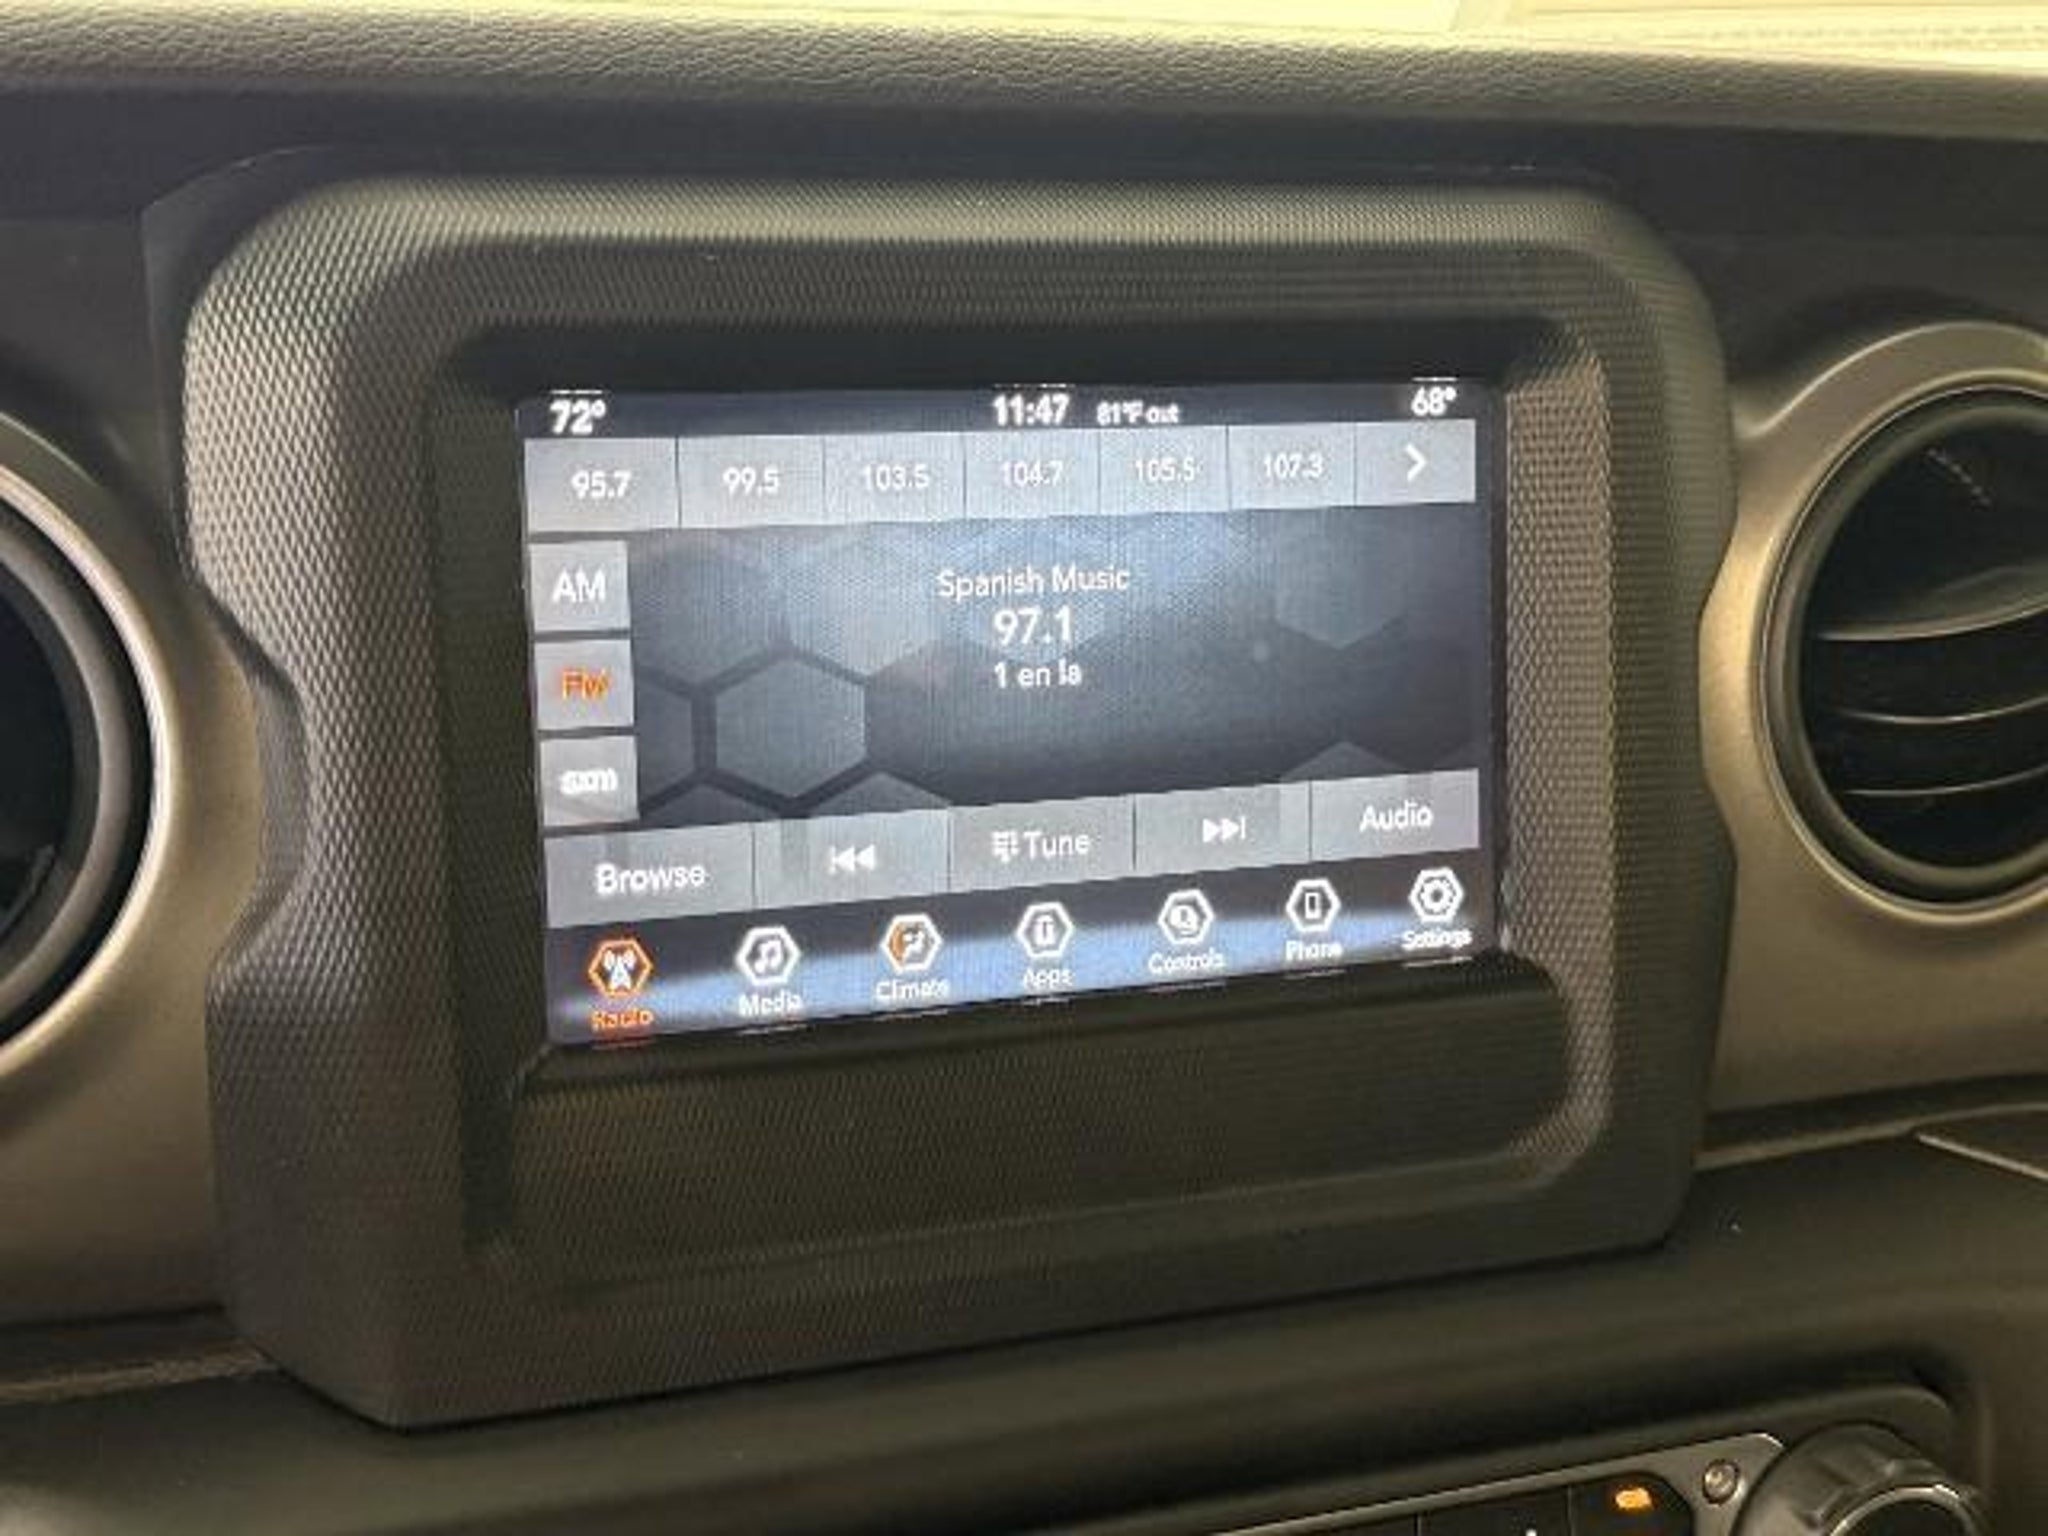 72° 11:47 81°F out 68°
95.7 99.5 103.5 104.7 105.5 107.3
AM
Spanish Music
97.1
FM
1 en la
sxm
Browse Tune Audio
Radio Media Climate Apps Controls Phone Settings